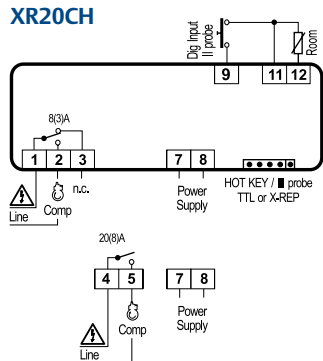 XR20CH
Dig Input
II probe
Room
9 11 12
8(3)A
1 2 3 7 8
Line
Comp
n.c.
Power
Supply
HOT KEY / II probe
TTL or X-REP
20(8)A
4 5 7 8
Line
Comp
Power
Supply